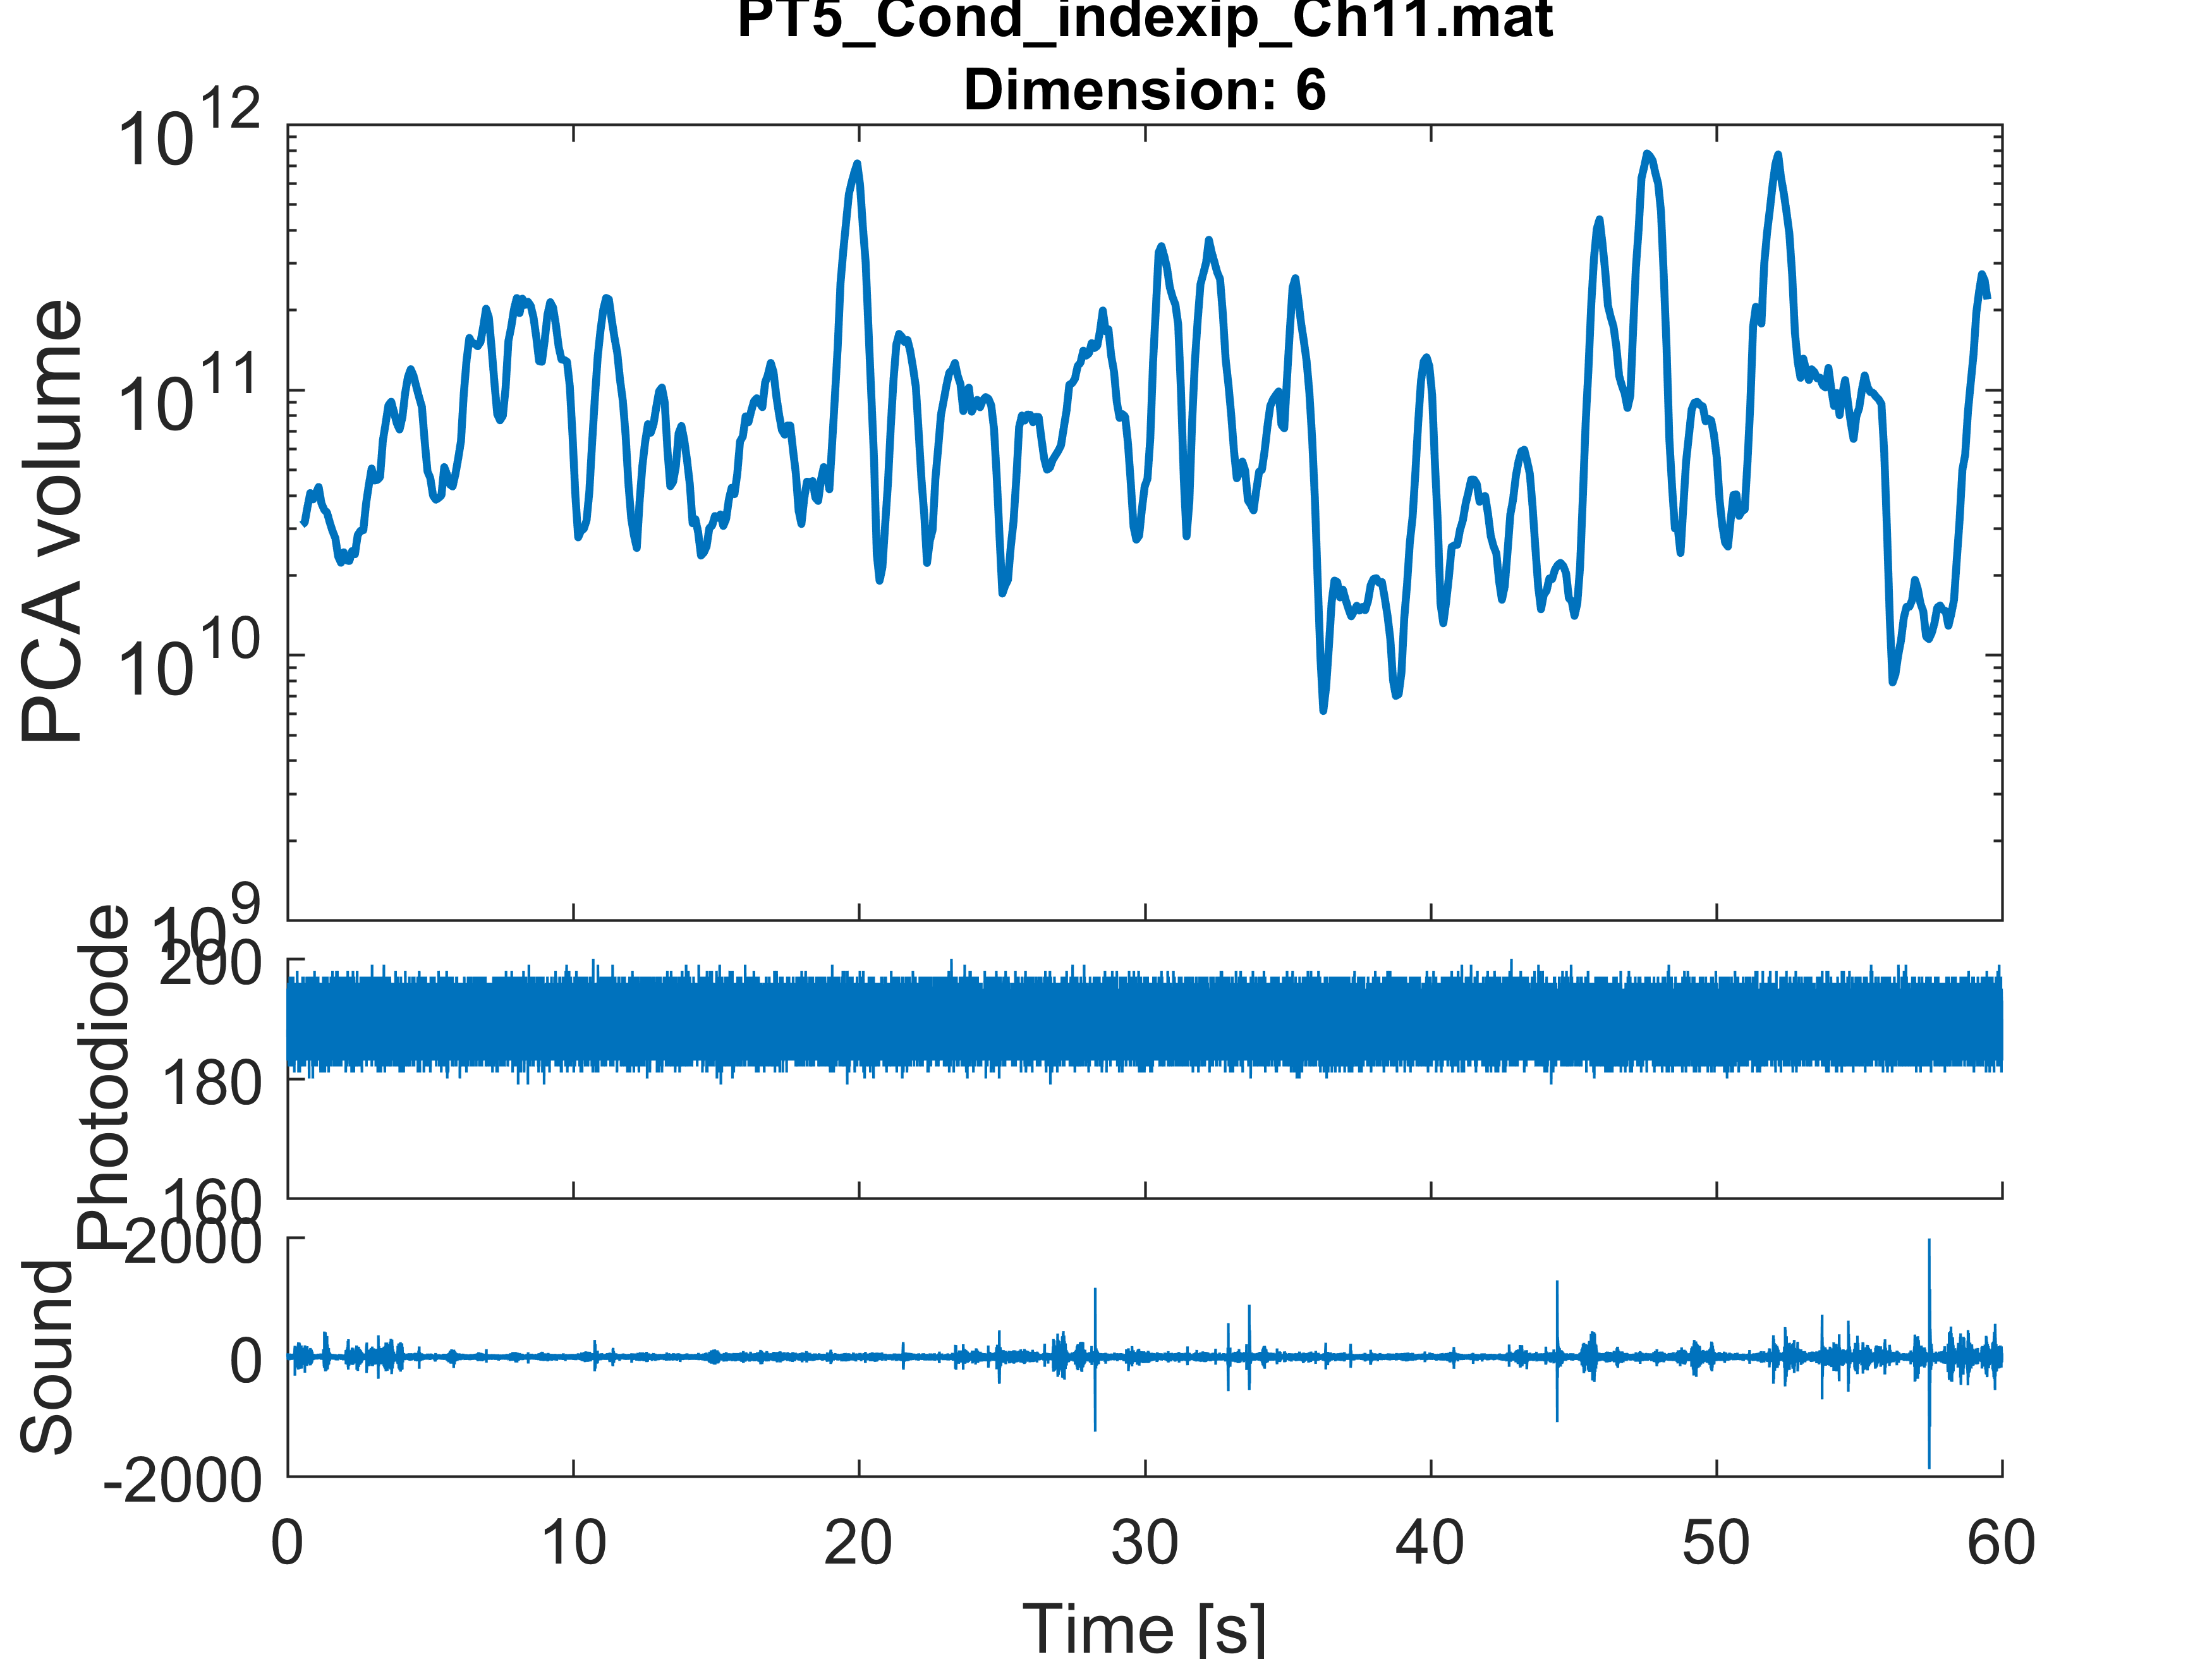 PT5_Cond_indexip_Ch11.mat
Dimension: 6
PCA volume
10^12
10^11
10^10
10^9
Photodiode
200
180
160
Sound
2000
0
-2000
0 10 20 30 40 50 60
Time [s]